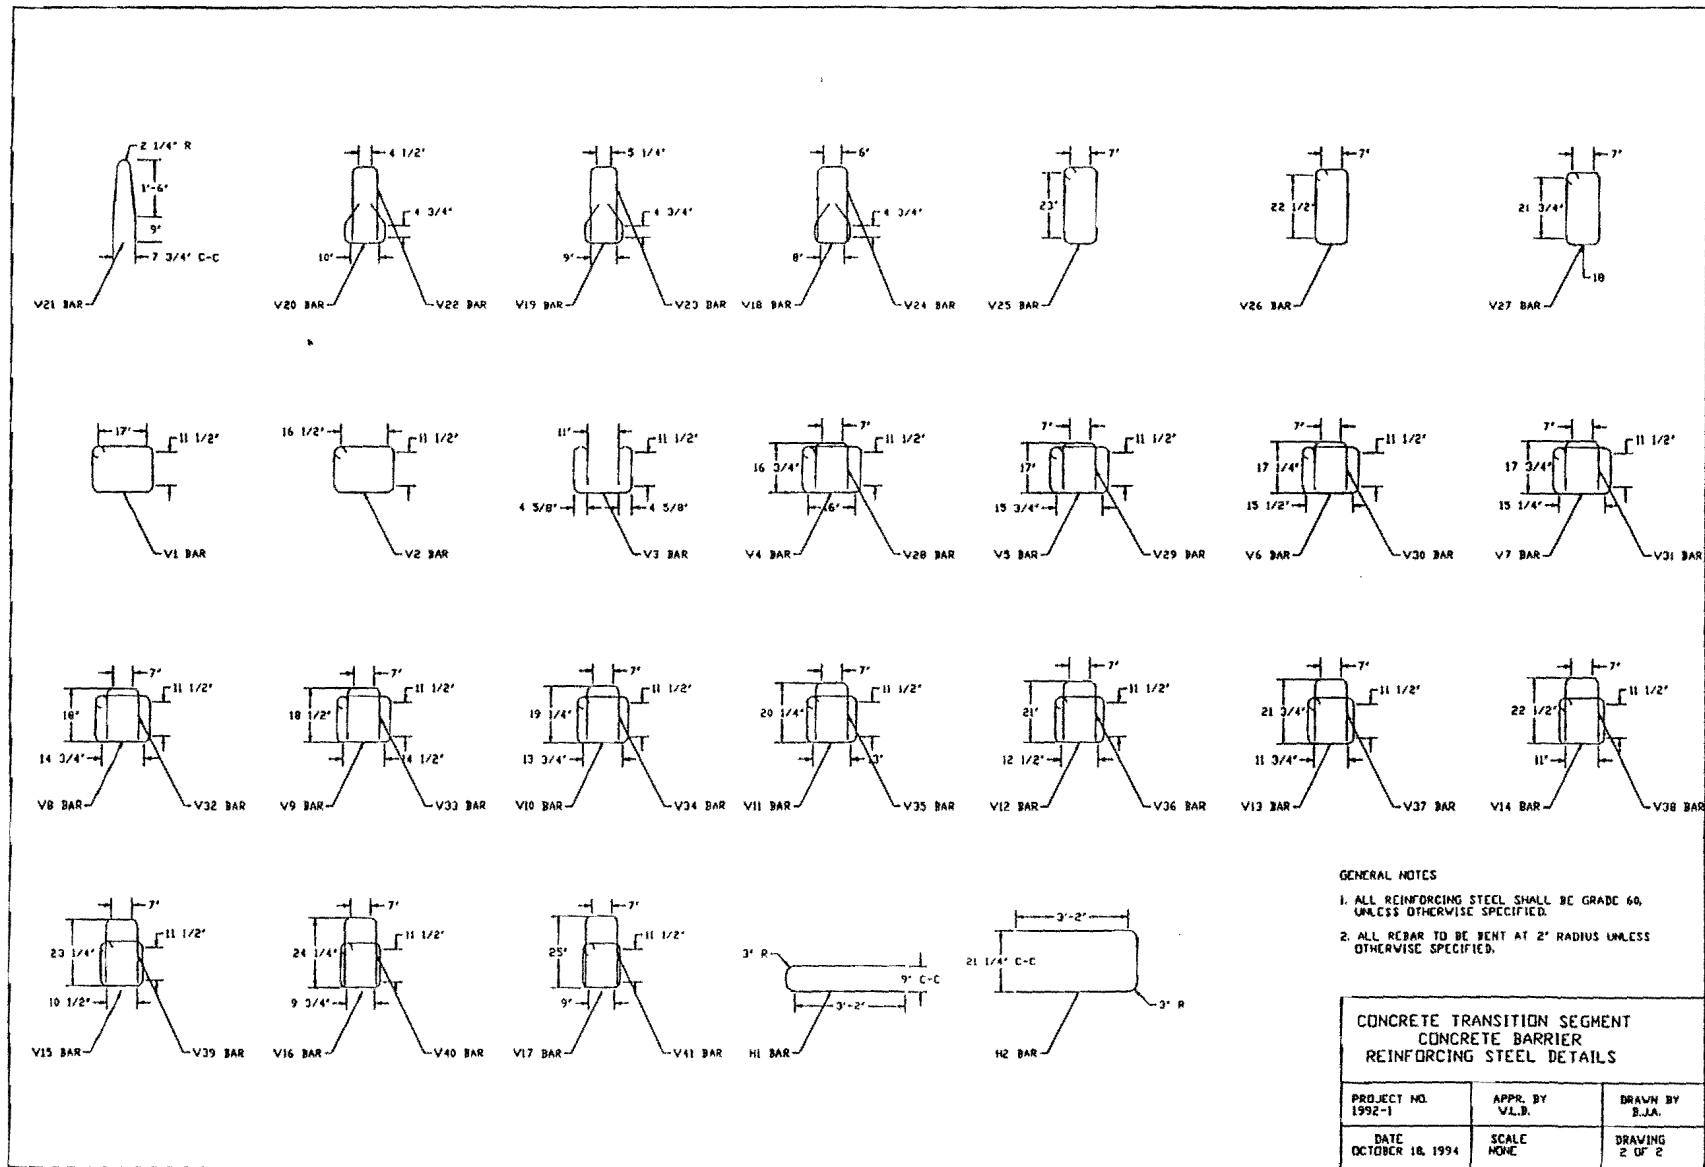 2 1/4" R
1'-6"
9"
7 3/4" C-C
V21 BAR
4 1/2"
4 3/4"
10"
V20 BAR
V22 BAR
5 1/4"
4 3/4"
9"
V19 BAR
V23 BAR
6"
4 3/4"
8"
V18 BAR
V24 BAR
7"
23"
V25 BAR
7"
22 1/2"
V26 BAR
7"
21 3/4"
18
V27 BAR
17"
11 1/2"
V1 BAR
16 1/2"
11 1/2"
V2 BAR
11"
11 1/2"
4 5/8"
4 5/8"
V3 BAR
7"
11 1/2"
16 3/4"
16"
V4 BAR
V28 BAR
7"
11 1/2"
17"
15 3/4"
V5 BAR
V29 BAR
7"
11 1/2"
17 1/4"
15 1/2"
V6 BAR
V30 BAR
7"
11 1/2"
17 3/4"
15 1/4"
V7 BAR
V31 BAR
7"
11 1/2"
18"
14 3/4"
V8 BAR
V32 BAR
7"
11 1/2"
18 1/2"
14 1/2"
V9 BAR
V33 BAR
7"
11 1/2"
19 1/4"
13 3/4"
V10 BAR
V34 BAR
7"
11 1/2"
20 1/4"
13"
V11 BAR
V35 BAR
7"
11 1/2"
21"
12 1/2"
V12 BAR
V36 BAR
7"
11 1/2"
21 3/4"
11 3/4"
V13 BAR
V37 BAR
7"
11 1/2"
22 1/2"
11"
V14 BAR
V38 BAR
7"
11 1/2"
23 1/4"
10 1/2"
V15 BAR
V39 BAR
7"
11 1/2"
24 1/4"
9 3/4"
V16 BAR
V40 BAR
7"
11 1/2"
25"
9"
V17 BAR
V41 BAR
3" R
9" C-C
3'-2"
H1 BAR
3'-2"
21 1/4" C-C
3" R
H2 BAR
GENERAL NOTES
1. ALL REINFORCING STEEL SHALL BE GRADE 60,
UNLESS OTHERWISE SPECIFIED.
2. ALL REBAR TO BE BENT AT 2" RADIUS UNLESS
OTHERWISE SPECIFIED.
CONCRETE TRANSITION SEGMENT
CONCRETE BARRIER
REINFORCING STEEL DETAILS
PROJECT NO.
1992-1
APPR. BY
V.L.B.
DRAWN BY
B.J.A.
DATE
OCTOBER 18, 1994
SCALE
NONE
DRAWING
2 OF 2